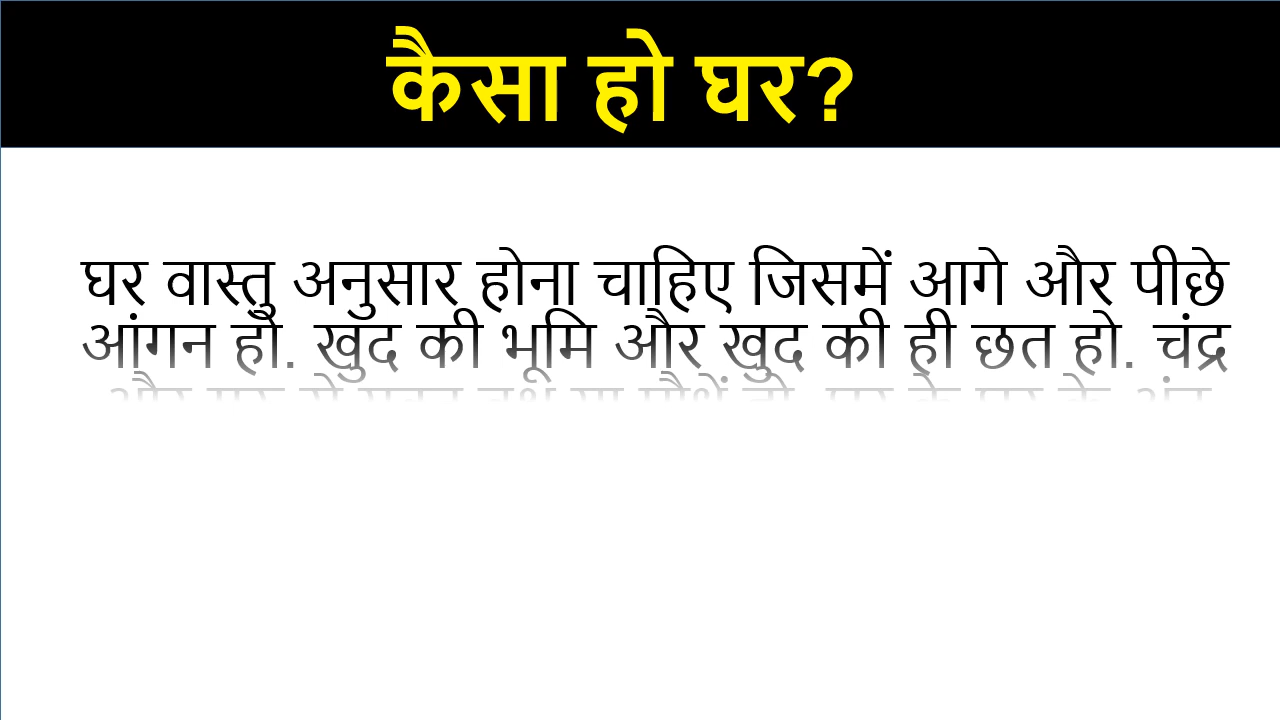 कैसा हो घर?
घर वास्तु अनुसार होना चाहिए जिसमें आगे और पीछे
आंगन हो. खुद की भूमि और खुद की ही छत हो. चंद्र